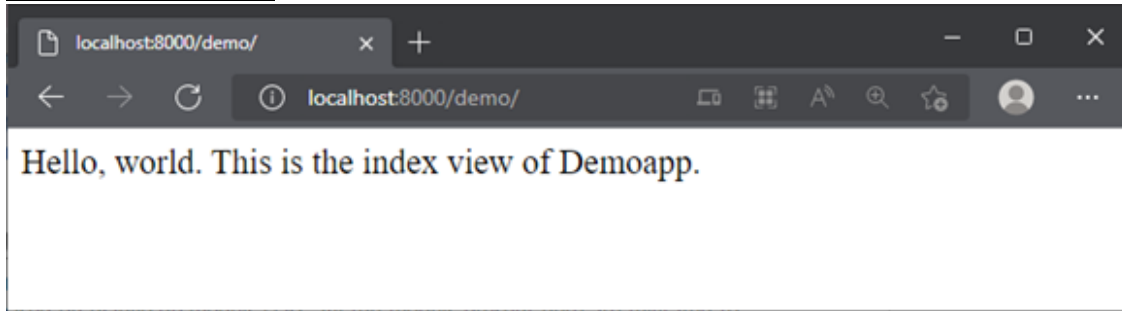 localhost:8000/demo/
localhost:8000/demo/
Hello, world. This is the index view of Demoapp.